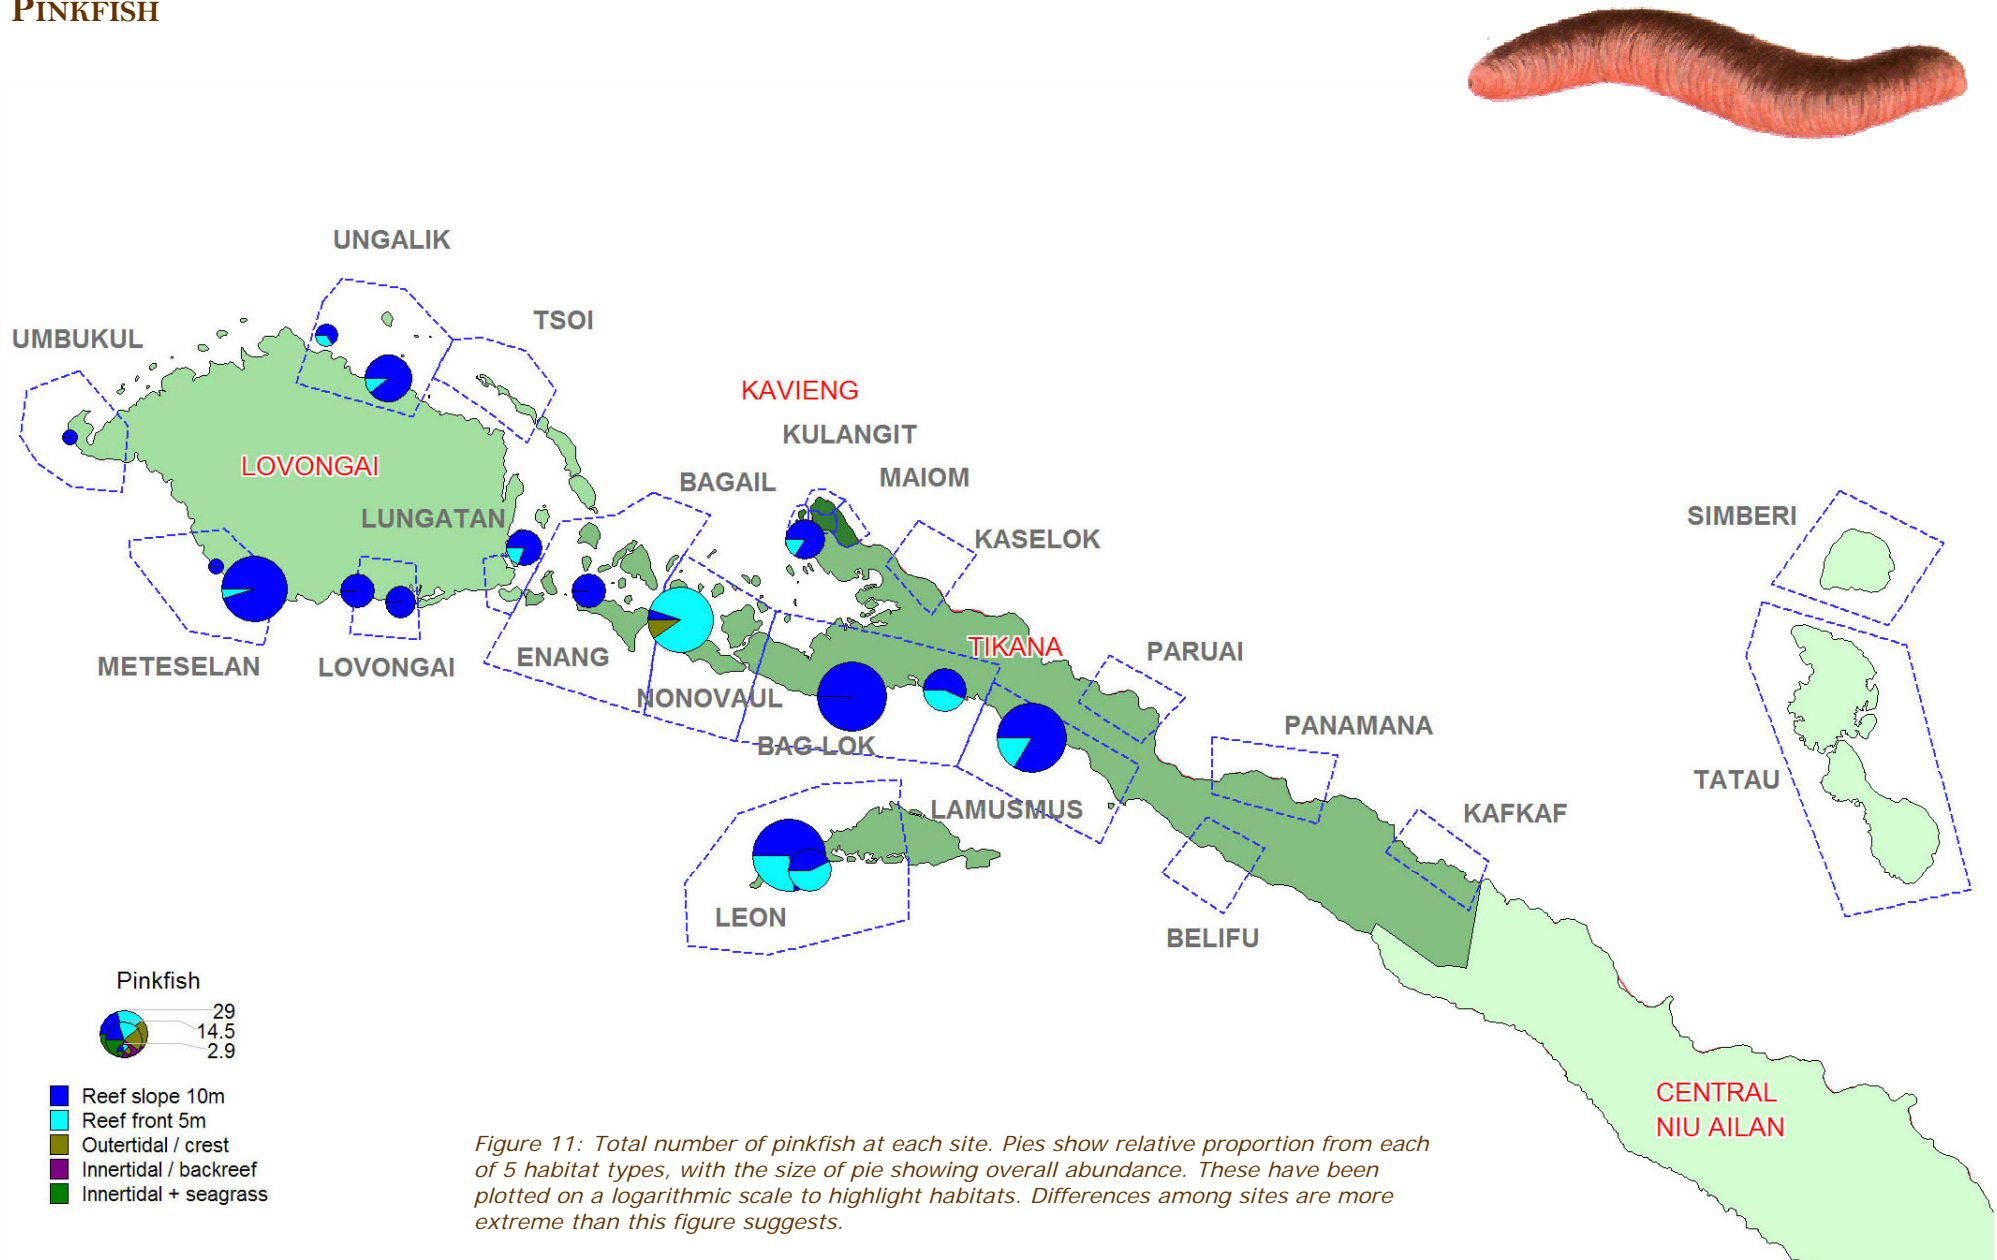 PINKFISH
UNGALIK
TSOI
UMBUKUL
KAVIENG
KULANGIT
LOVONGAI
BAGAIL
MAIOM
LUNGATAN
KASELOK
SIMBERI
METESELAN
LOVONGAI
ENANG
TIKANA
PARUAI
NONOVAUL
BAG-LOK
PANAMANA
TATAU
LAMUSMUS
KAFKAF
LEON
BELIFU
Pinkfish
29
14.5
2.9
Reef slope 10m
Reef front 5m
Outertidal / crest
Innertidal / backreef
Innertidal + seagrass
CENTRAL
NIU AILAN
Figure 11: Total number of pinkfish at each site. Pies show relative proportion from each
of 5 habitat types, with the size of pie showing overall abundance. These have been
plotted on a logarithmic scale to highlight habitats. Differences among sites are more
extreme than this figure suggests.